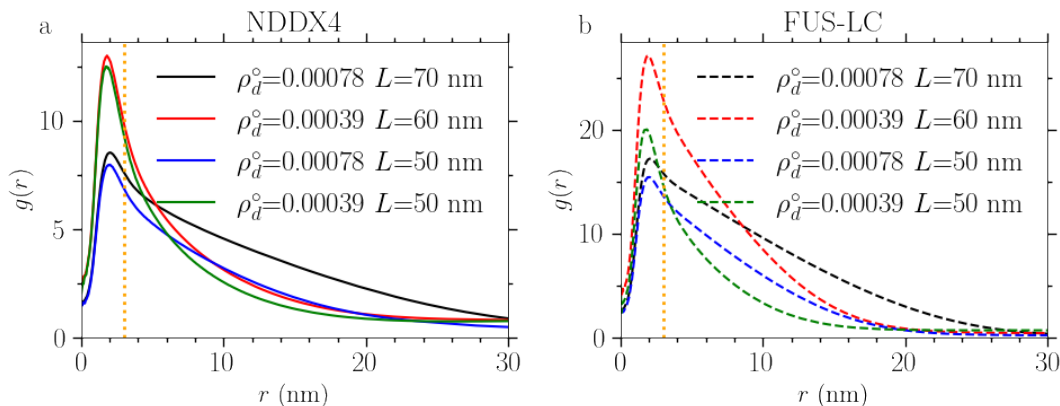 a
NDDX4
ρ°d=0.00078 L=70 nm
ρ°d=0.00039 L=60 nm
ρ°d=0.00078 L=50 nm
ρ°d=0.00039 L=50 nm
g(r)
10
5
0
0 10 20 30
r (nm)
b
FUS-LC
ρ°d=0.00078 L=70 nm
ρ°d=0.00039 L=60 nm
ρ°d=0.00078 L=50 nm
ρ°d=0.00039 L=50 nm
g(r)
20
10
0
0 10 20 30
r (nm)